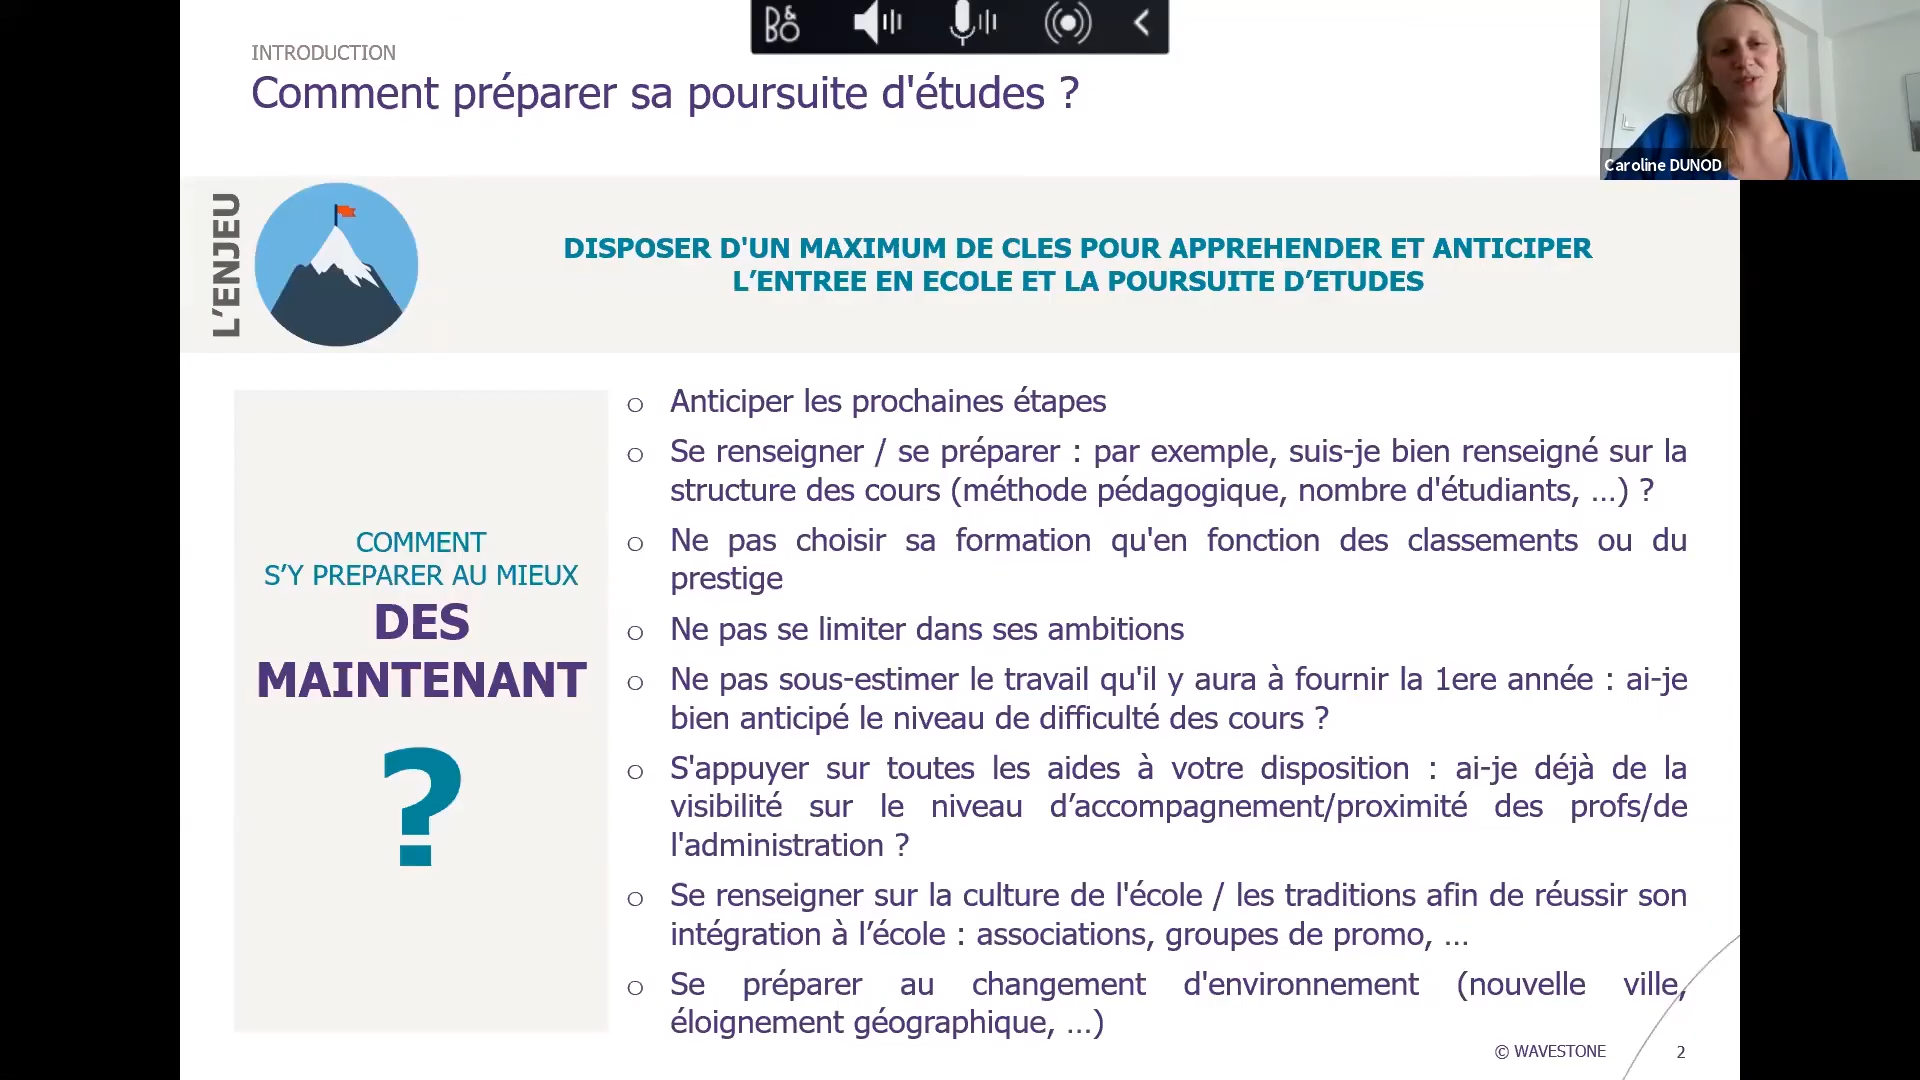 B&O
INTRODUCTION
Comment préparer sa poursuite d'études ?
Caroline DUNOD
L’ENJEU
DISPOSER D'UN MAXIMUM DE CLES POUR APPREHENDER ET ANTICIPER
L’ENTREE EN ECOLE ET LA POURSUITE D’ETUDES
COMMENT
S’Y PREPARER AU MIEUX
DES
MAINTENANT
?
o Anticiper les prochaines étapes
o Se renseigner / se préparer : par exemple, suis-je bien renseigné sur la
structure des cours (méthode pédagogique, nombre d'étudiants, ...) ?
o Ne pas choisir sa formation qu'en fonction des classements ou du
prestige
o Ne pas se limiter dans ses ambitions
o Ne pas sous-estimer le travail qu'il y aura à fournir la 1ere année : ai-je
bien anticipé le niveau de difficulté des cours ?
o S'appuyer sur toutes les aides à votre disposition : ai-je déjà de la
visibilité sur le niveau d’accompagnement/proximité des profs/de
l'administration ?
o Se renseigner sur la culture de l'école / les traditions afin de réussir son
intégration à l’école : associations, groupes de promo, ...
o Se préparer au changement d'environnement (nouvelle ville,
éloignement géographique, ...)
© WAVESTONE
2